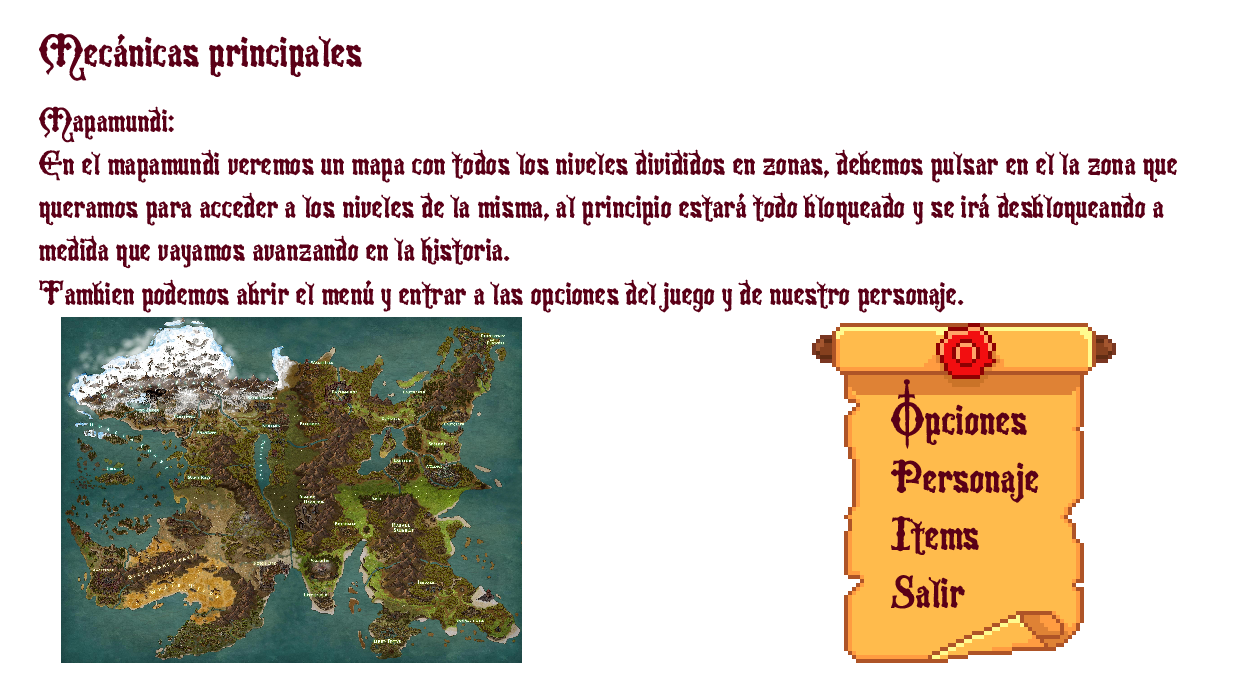 Mecánicas principales
Mapamundi:
En el mapamundi veremos un mapa con todos los niveles divididos en zonas, debemos pulsar en el la zona que
queramos para acceder a los niveles de la misma, al principio estará todo bloqueado y se irá desbloqueando a
medida que vayamos avanzando en la historia.
Tambien podemos abrir el menú y entrar a las opciones del juego y de nuestro personaje.
Opciones
Personaje
Items
Salir